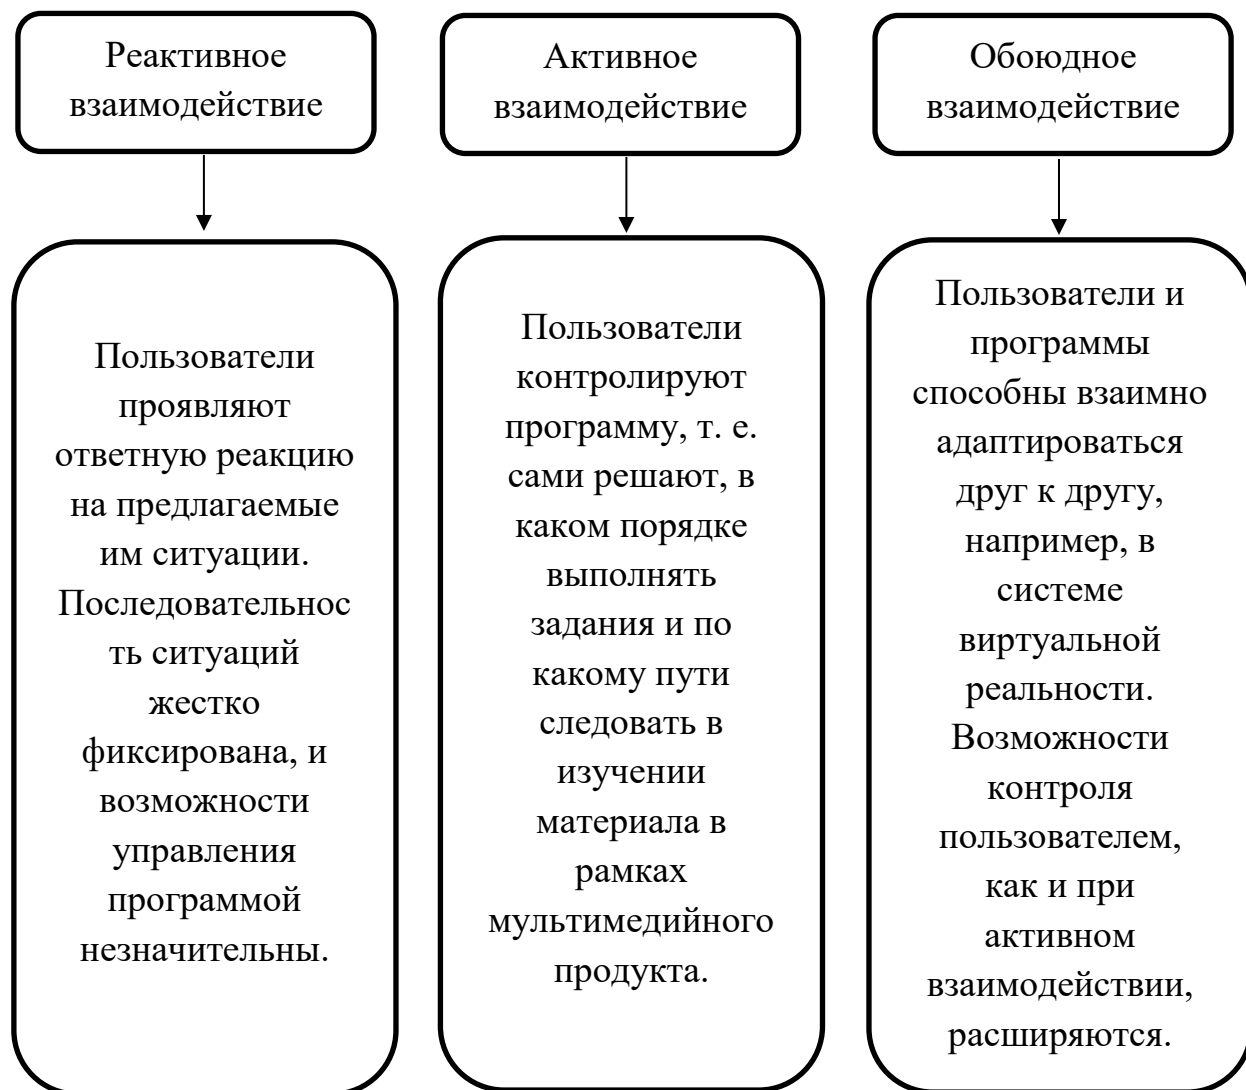 Реактивное
взаимодействие
Активное
взаимодействие
Обоюдное
взаимодействие
Пользователи
проявляют
ответную реакцию
на предлагаемые
им ситуации.
Последовательнос
ть ситуаций
жестко
фиксирована, и
возможности
управления
программой
незначительны.
Пользователи
контролируют
программу, т. е.
сами решают, в
каком порядке
выполнять
задания и по
какому пути
следовать в
изучении
материала в
рамках
мультимедийного
продукта.
Пользователи и
программы
способны взаимно
адаптироваться
друг к другу,
например, в
системе
виртуальной
реальности.
Возможности
контроля
пользователем,
как и при
активном
взаимодействии,
расширяются.